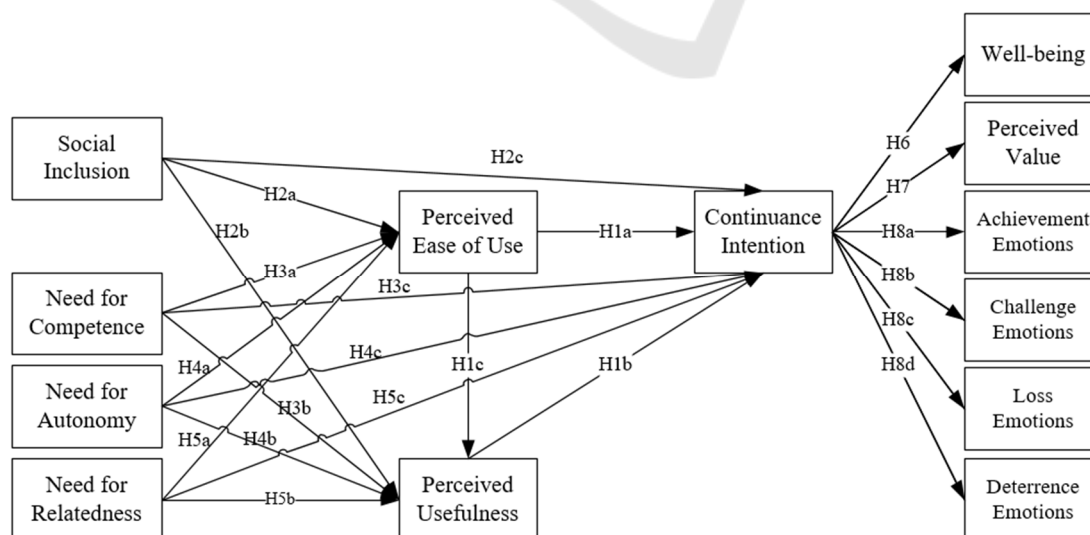 Social
Inclusion
Need for
Competence
Need for
Autonomy
Need for
Relatedness
H2c
H2a
H2b
H3a
H3c
H4a
H4c
H3b
H5c
H5a
H4b
H5b
Perceived
Ease of Use
H1a
H1c
H1b
Perceived
Usefulness
Continuance
Intention
H6
H7
H8a
H8b
H8c
H8d
Well-being
Perceived
Value
Achievement
Emotions
Challenge
Emotions
Loss
Emotions
Deterrence
Emotions